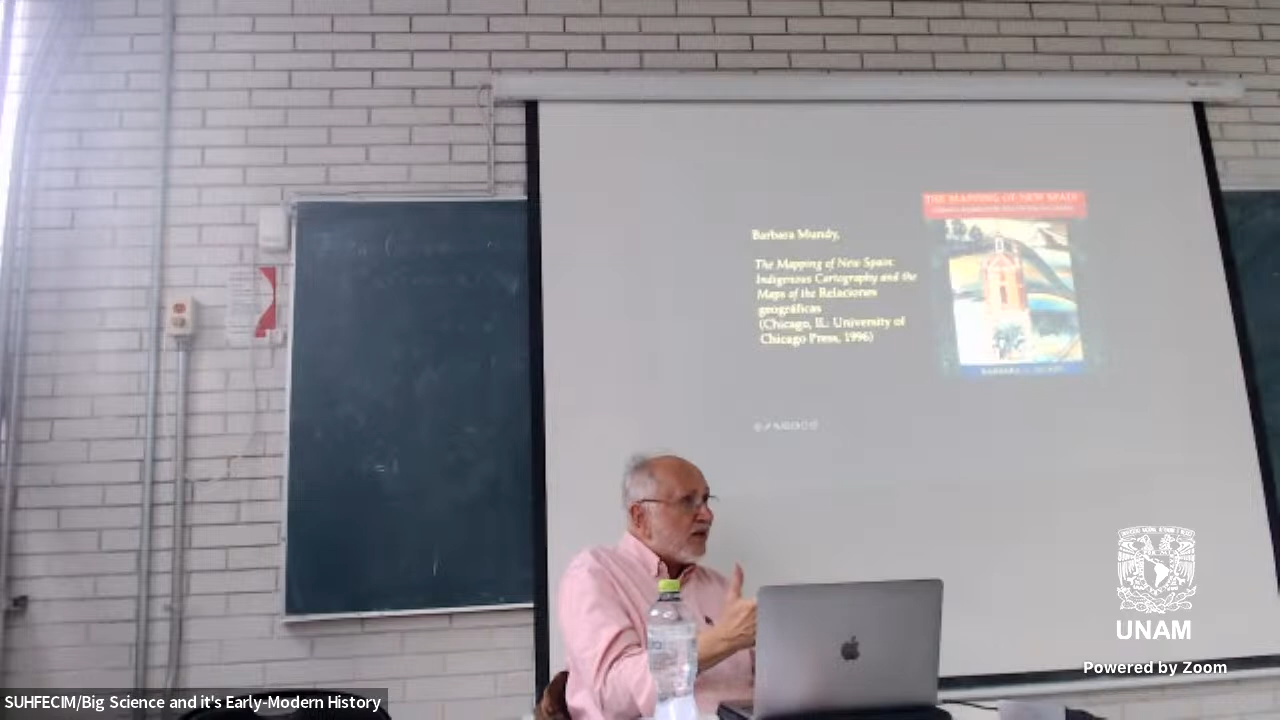 Barbara Mundy,
The Mapping of New Spain:
Indigenous Cartography and the
Maps of the Relaciones
geográficas
(Chicago, IL: University of
Chicago Press, 1996)
THE MAPPING OF NEW SPAIN
UNAM
Powered by Zoom
SUHFECIM/Big Science and it's Early-Modern History